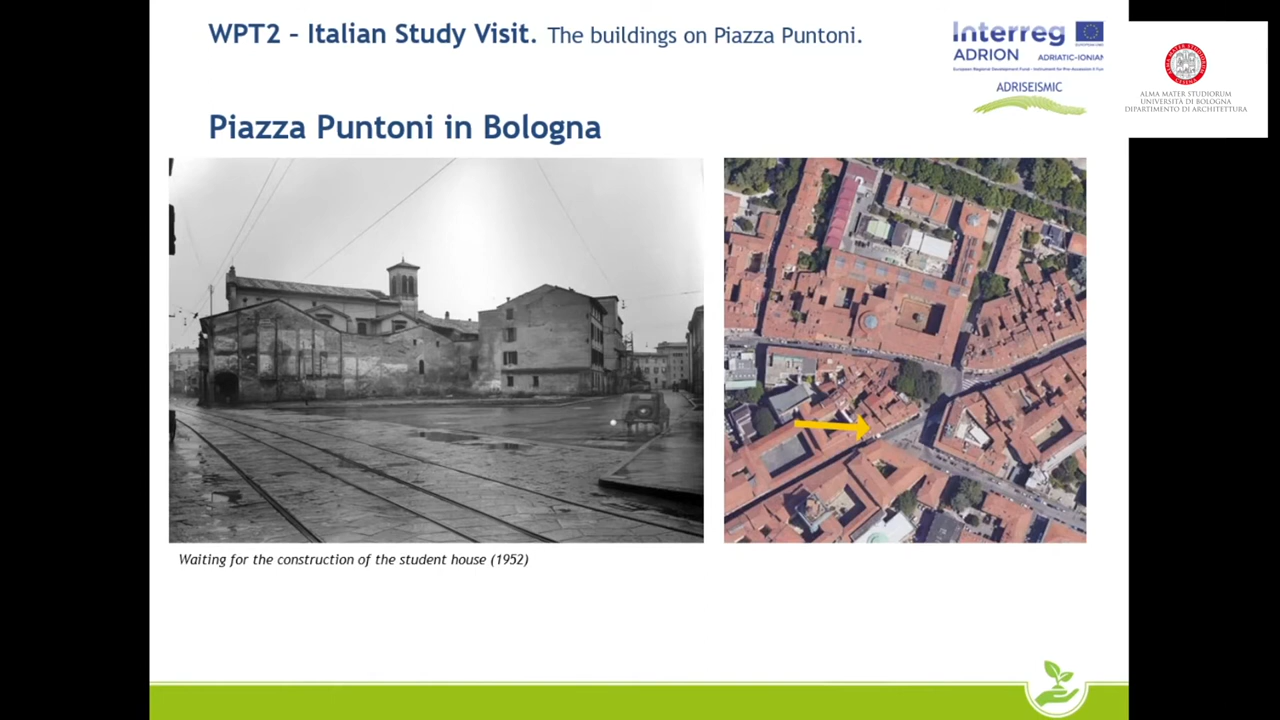 WPT2 – Italian Study Visit. The buildings on Piazza Puntoni.
Interreg
ADRION ADRIATIC-IONIAN
European Regional Development Fund - Instrument for Pre-Accession II Fun
ADRISEISMIC
ALMA MATER STUDIORUM
UNIVERSITÀ DI BOLOGNA
DIPARTIMENTO DI ARCHITETTURA
Piazza Puntoni in Bologna
Waiting for the construction of the student house (1952)